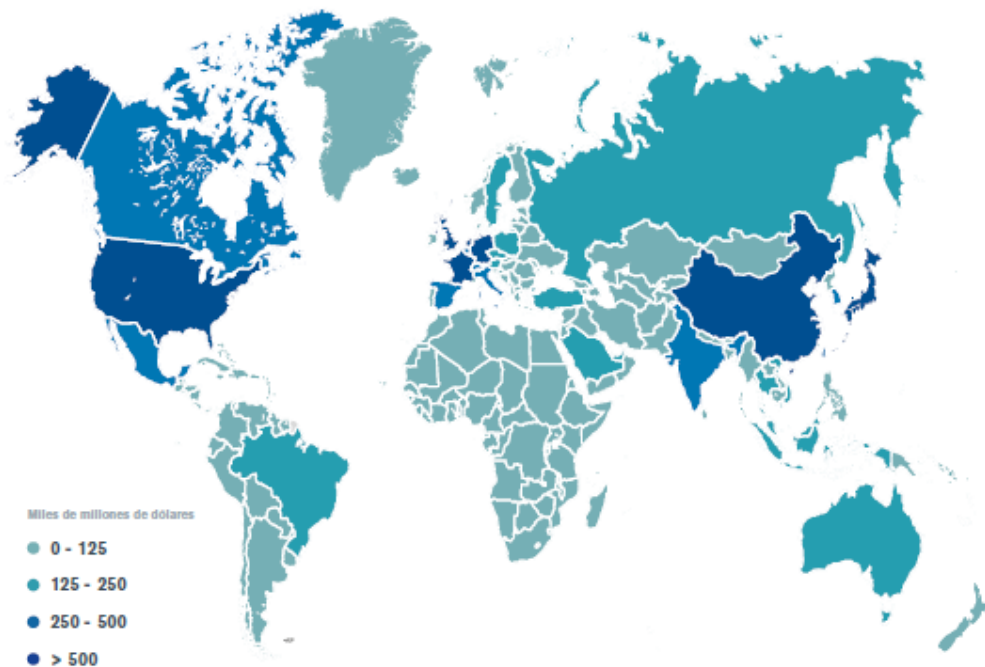 Miles de millones de dólares
0 - 125
125 - 250
250 - 500
> 500